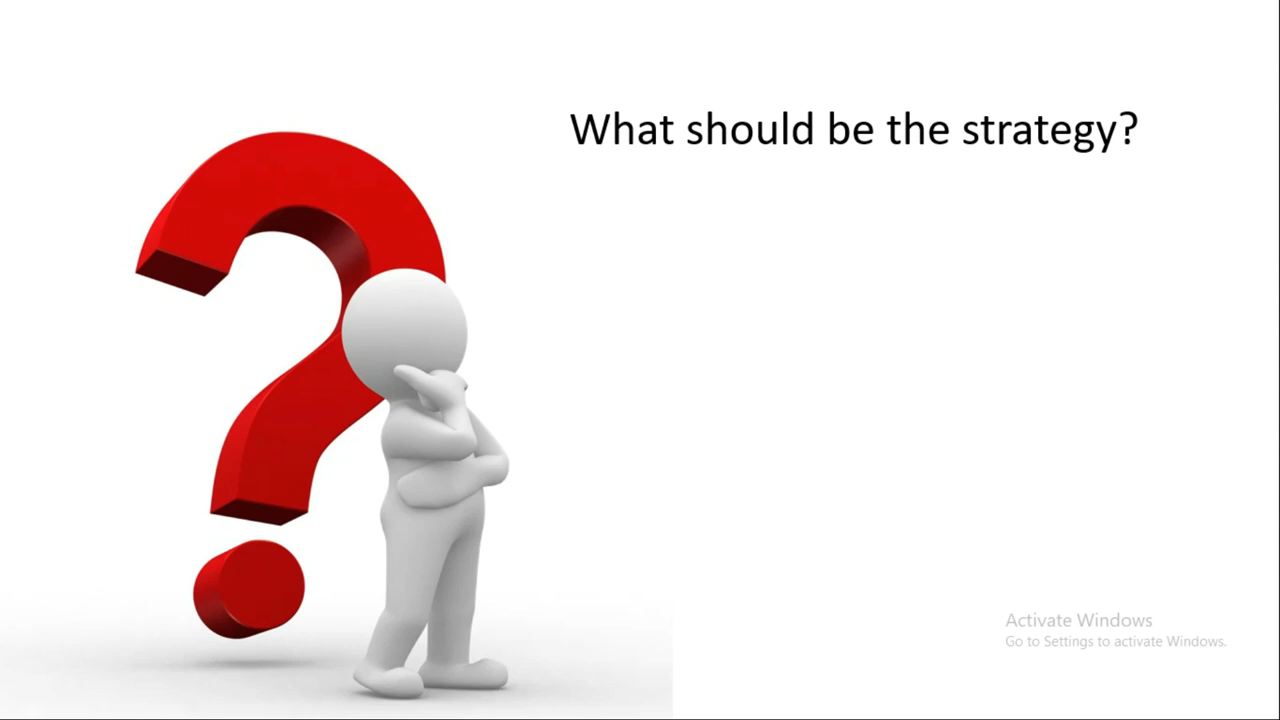 What should be the strategy?
Activate Windows
Go to Settings to activate Windows.